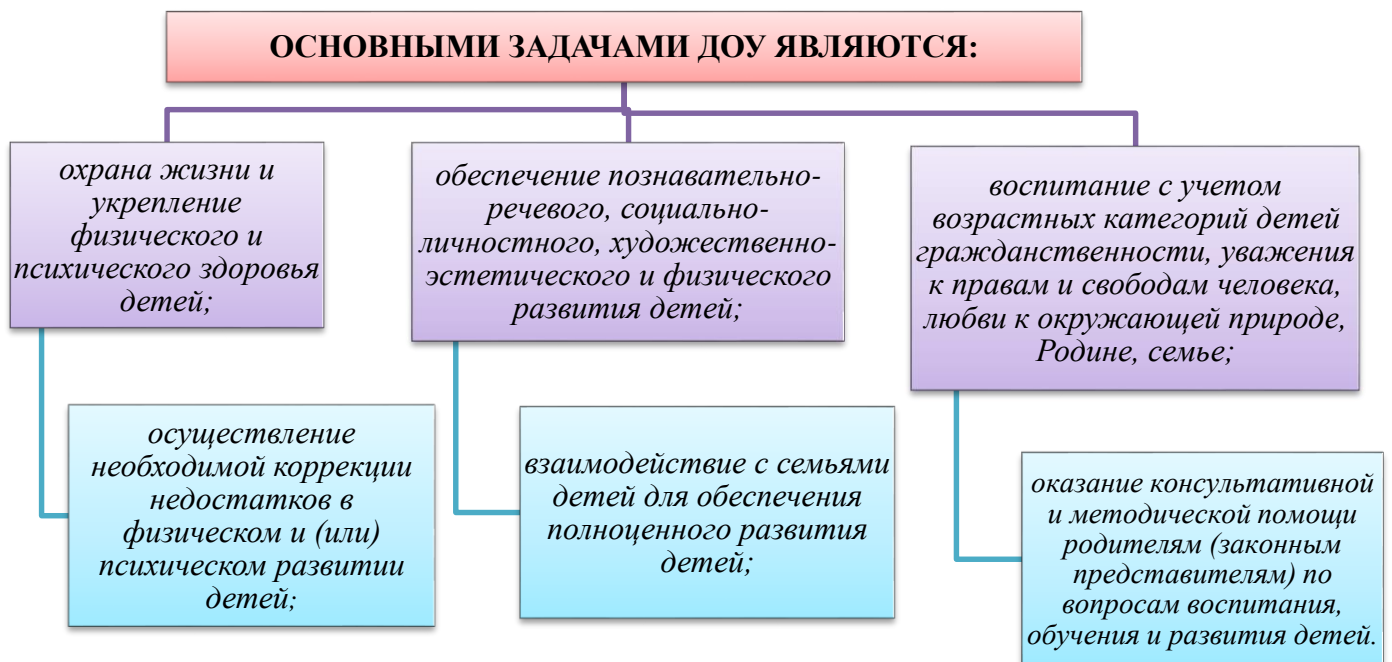 ОСНОВНЫМИ ЗАДАЧАМИ ДОУ ЯВЛЯЮТСЯ:
охрана жизни и
укрепление
физического и
психического здоровья
детей;
обеспечение познавательно-
речевого, социально-
личностного, художественно-
эстетического и физического
развития детей;
воспитание с учетом
возрастных категорий детей
гражданственности, уважения
к правам и свободам человека,
любви к окружающей природе,
Родине, семье;
осуществление
необходимой коррекции
недостатков в
физическом и (или)
психическом развитии
детей;
взаимодействие с семьями
детей для обеспечения
полноценного развития
детей;
оказание консультативной
и методической помощи
родителям (законным
представителям) по
вопросам воспитания,
обучения и развития детей.